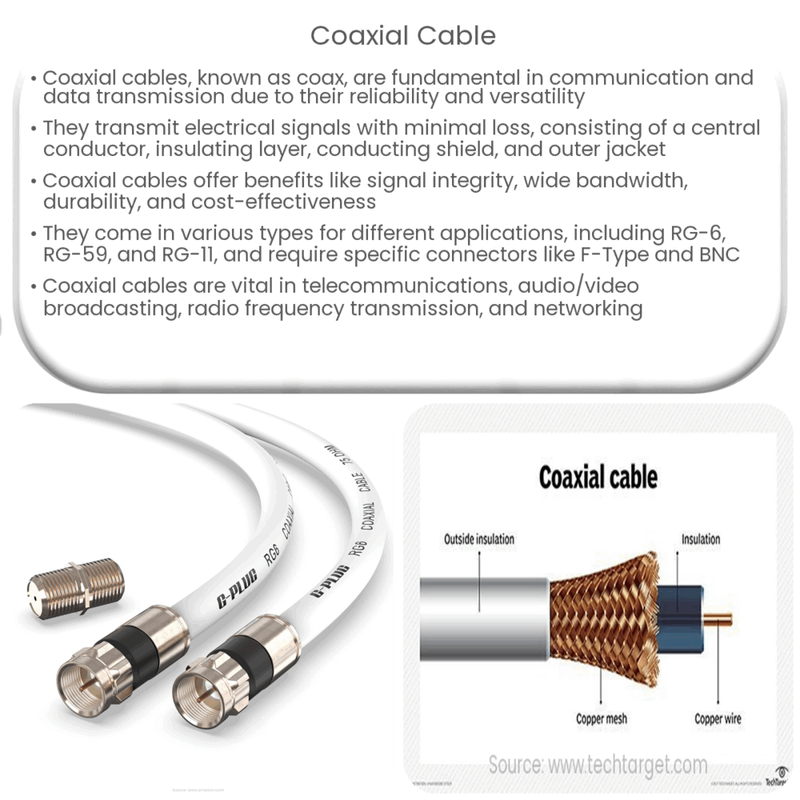 Coaxial Cable
• Coaxial cables, known as coax, are fundamental in communication and
data transmission due to their reliability and versatility
• They transmit electrical signals with minimal loss, consisting of a central
conductor, insulating layer, conducting shield, and outer jacket
• Coaxial cables offer benefits like signal integrity, wide bandwidth,
durability, and cost-effectiveness
• They come in various types for different applications, including RG-6,
RG-59, and RG-11, and require specific connectors like F-Type and BNC
• Coaxial cables are vital in telecommunications, audio/video
broadcasting, radio frequency transmission, and networking
G-PLUG RG6 COAXIAL
G-PLUG RG6 COAXIAL CABLE 75 OHM
Coaxial cable
Outside insulation
Insulation
Copper mesh
Copper wire
Source: www.techtarget.com